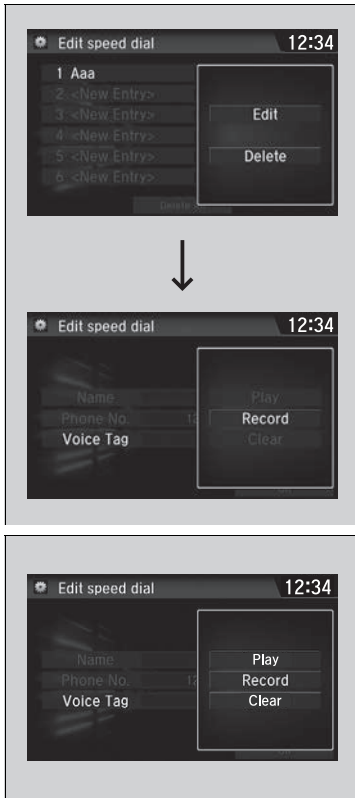 Edit speed dial 12:34
1 Aaa
2 <New Entry>
3 <New Entry>
Edit
4 <New Entry>
5 <New Entry>
Delete
6 <New Entry>
Edit speed dial 12:34
Name Play
Phone No. 12 Record
Voice Tag Clear
Edit speed dial 12:34
Name Play
Phone No. 12 Record
Voice Tag Clear